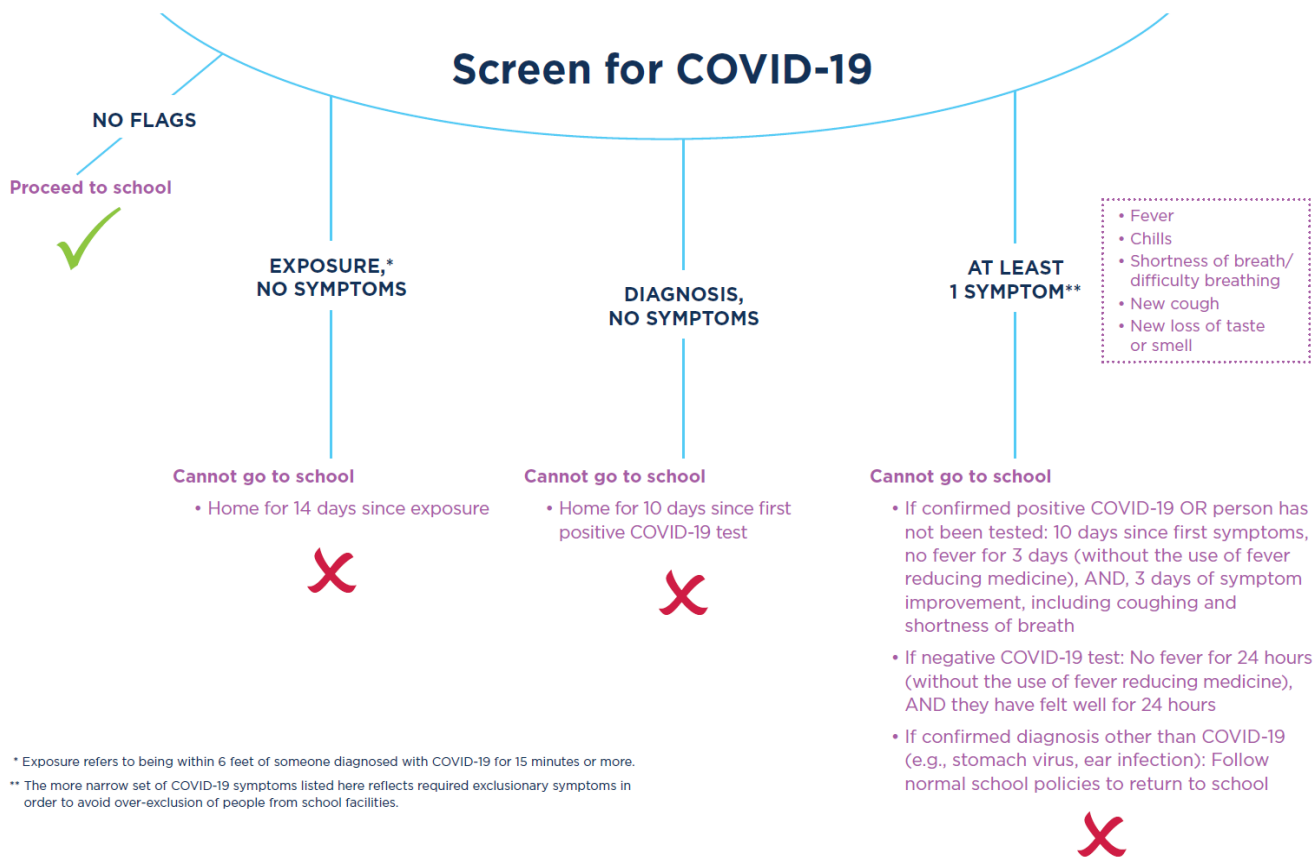 Screen for COVID-19
NO FLAGS
Proceed to school
EXPOSURE,*
NO SYMPTOMS
Cannot go to school
• Home for 14 days since exposure
DIAGNOSIS,
NO SYMPTOMS
Cannot go to school
• Home for 10 days since first
positive COVID-19 test
AT LEAST
1 SYMPTOM**
• Fever
• Chills
• Shortness of breath/
difficulty breathing
• New cough
• New loss of taste
or smell
Cannot go to school
• If confirmed positive COVID-19 OR person has
not been tested: 10 days since first symptoms,
no fever for 3 days (without the use of fever
reducing medicine), AND, 3 days of symptom
improvement, including coughing and
shortness of breath
• If negative COVID-19 test: No fever for 24 hours
(without the use of fever reducing medicine),
AND they have felt well for 24 hours
• If confirmed diagnosis other than COVID-19
(e.g., stomach virus, ear infection): Follow
normal school policies to return to school
* Exposure refers to being within 6 feet of someone diagnosed with COVID-19 for 15 minutes or more.
** The more narrow set of COVID-19 symptoms listed here reflects required exclusionary symptoms in
order to avoid over-exclusion of people from school facilities.